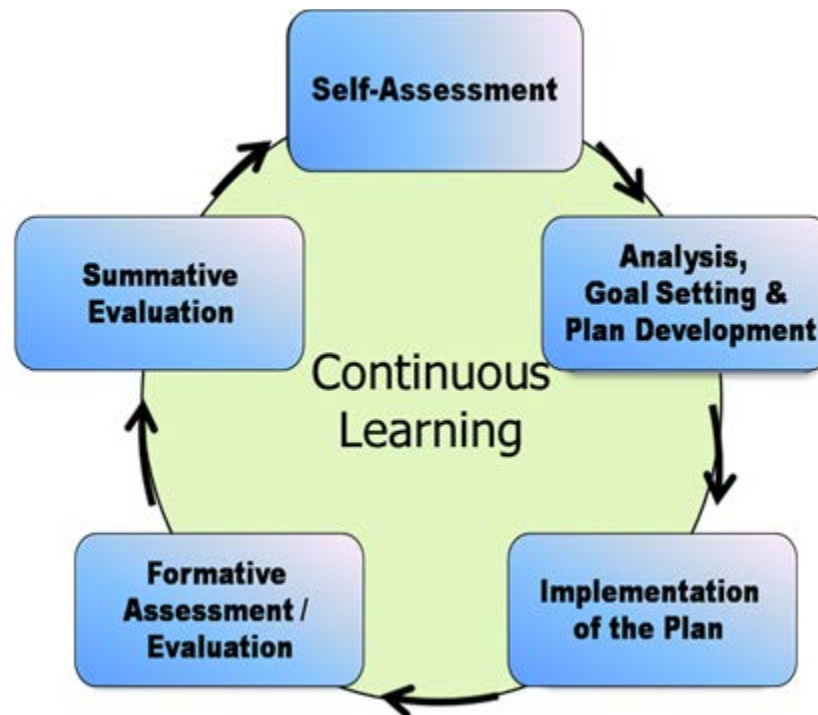 Self-Assessment
Analysis,
Goal Setting &
Plan Development
Implementation
of the Plan
Formative
Assessment /
Evaluation
Summative
Evaluation
Continuous
Learning